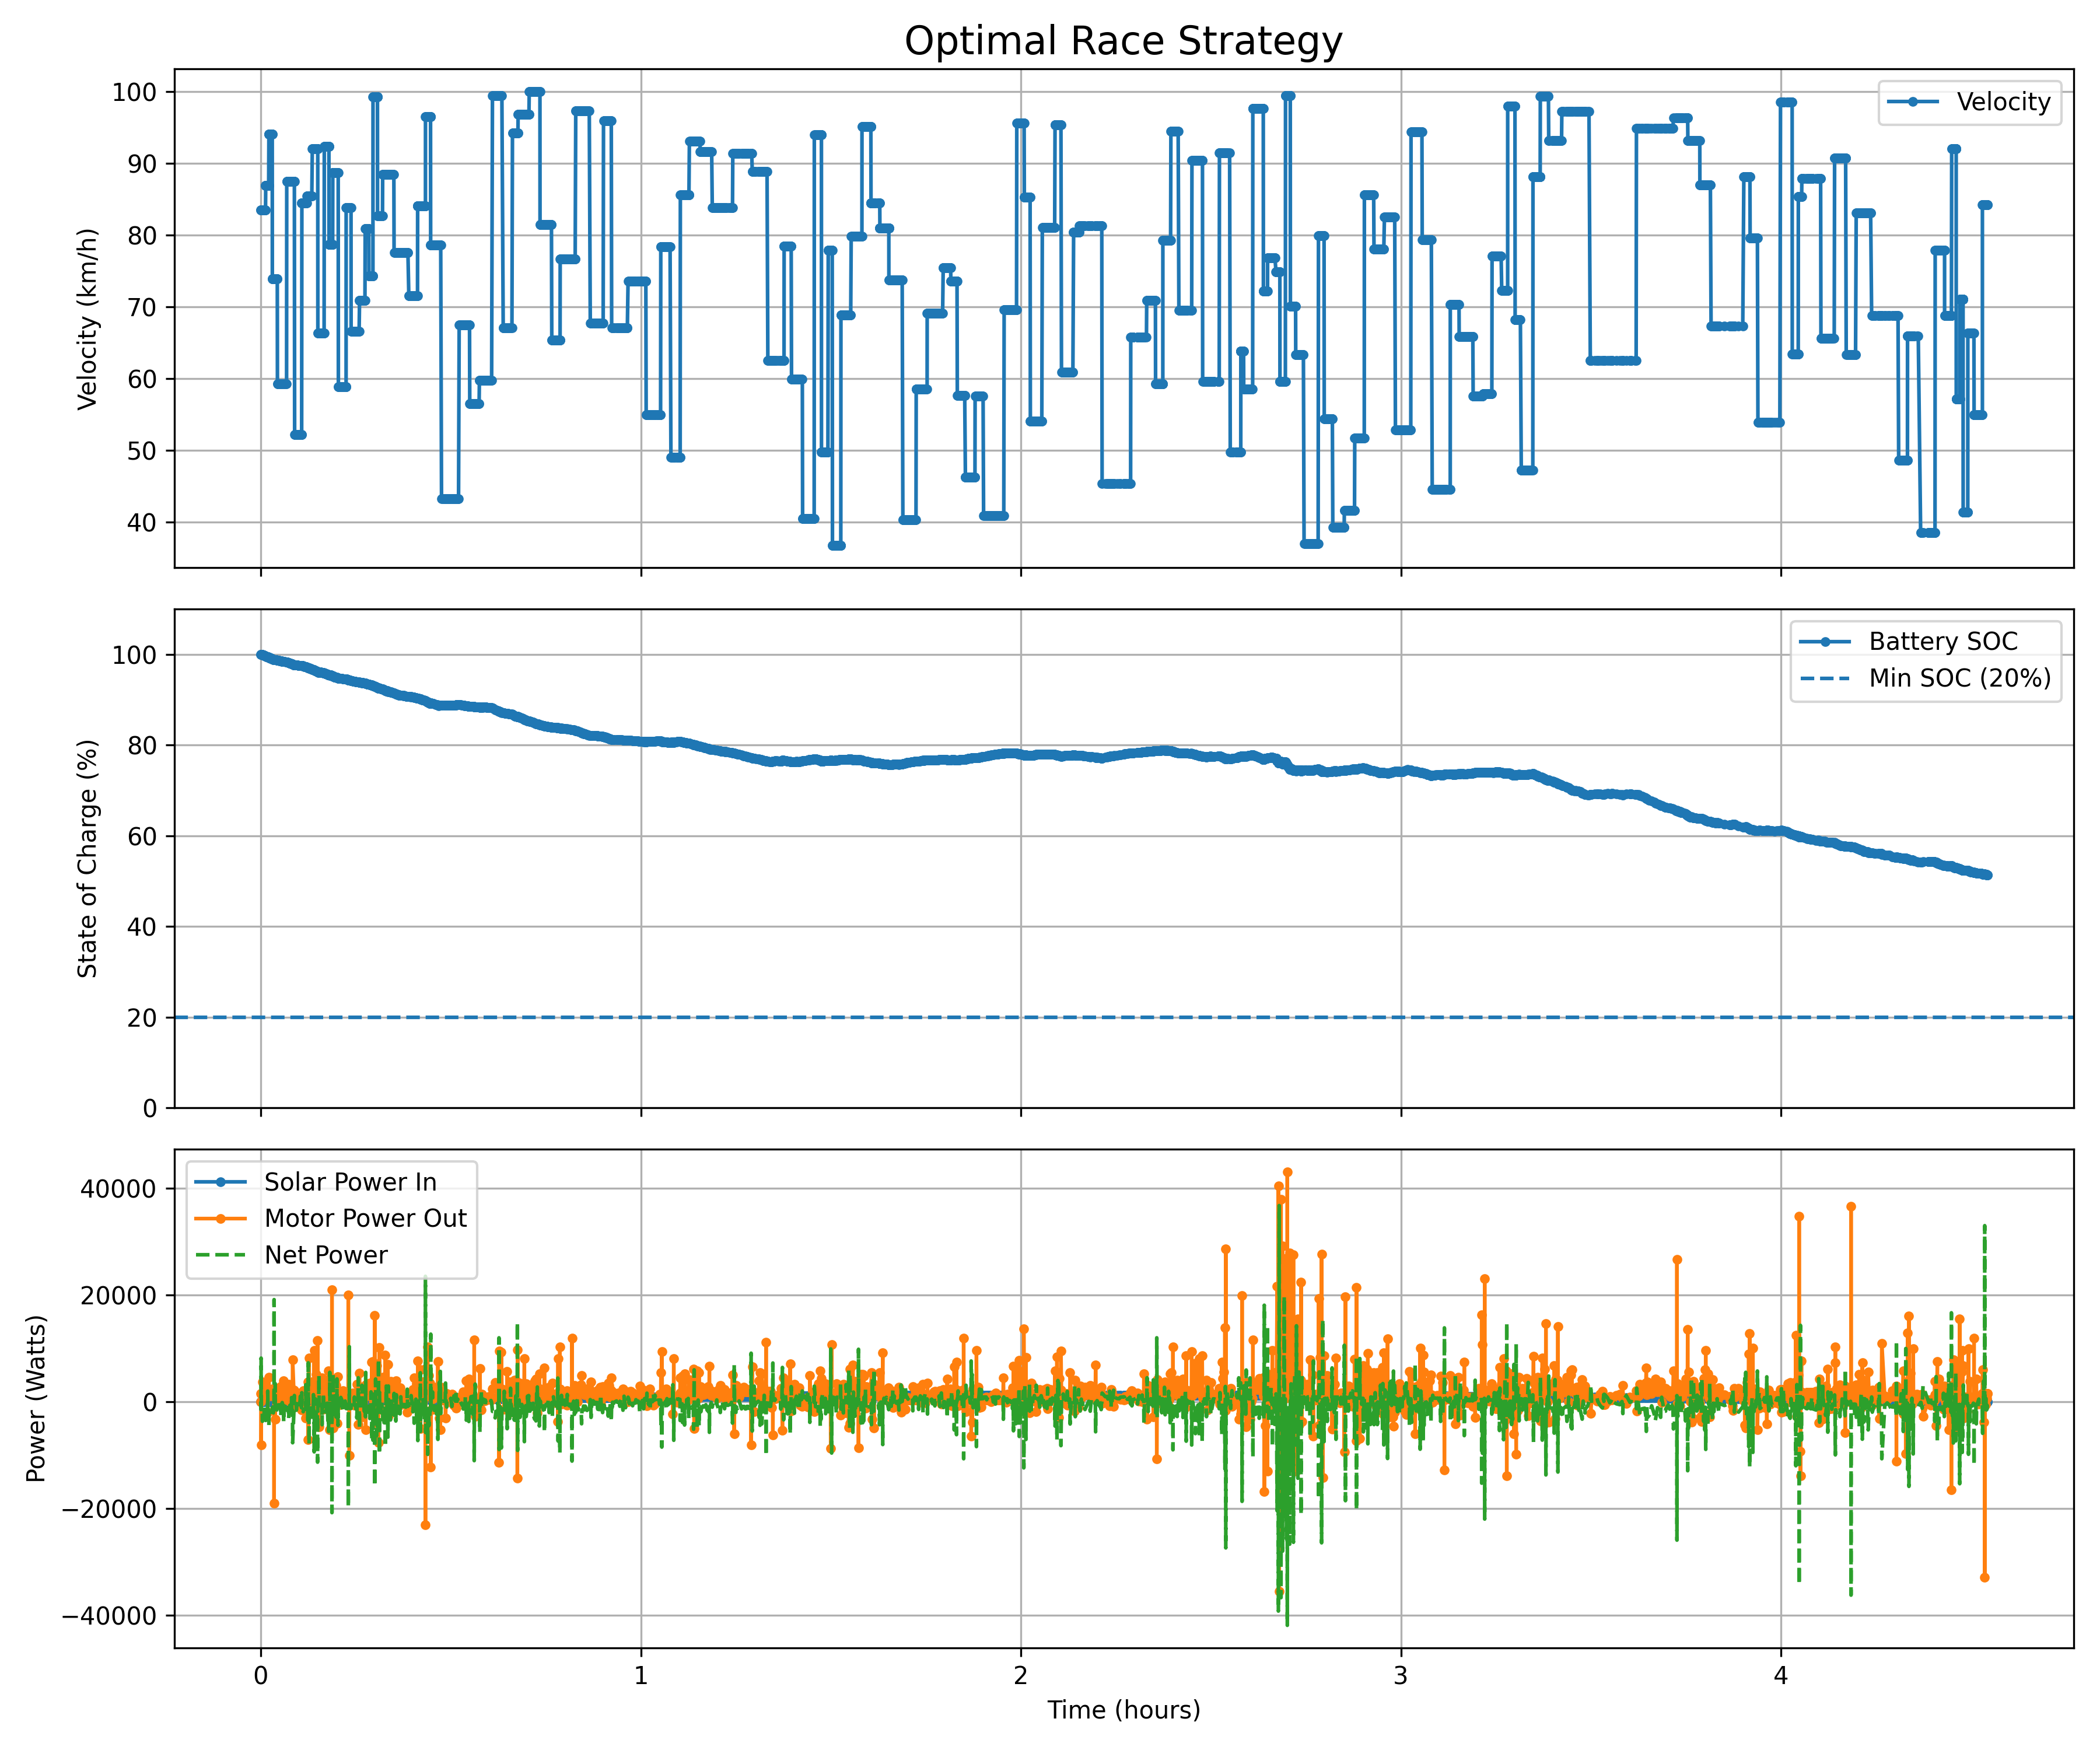 Optimal Race Strategy
Velocity (km/h)
100
90
80
70
60
50
40
Velocity
State of Charge (%)
100
80
60
40
20
0
Battery SOC
Min SOC (20%)
Power (Watts)
40000
20000
0
−20000
−40000
Solar Power In
Motor Power Out
Net Power
0 1 2 3 4
Time (hours)